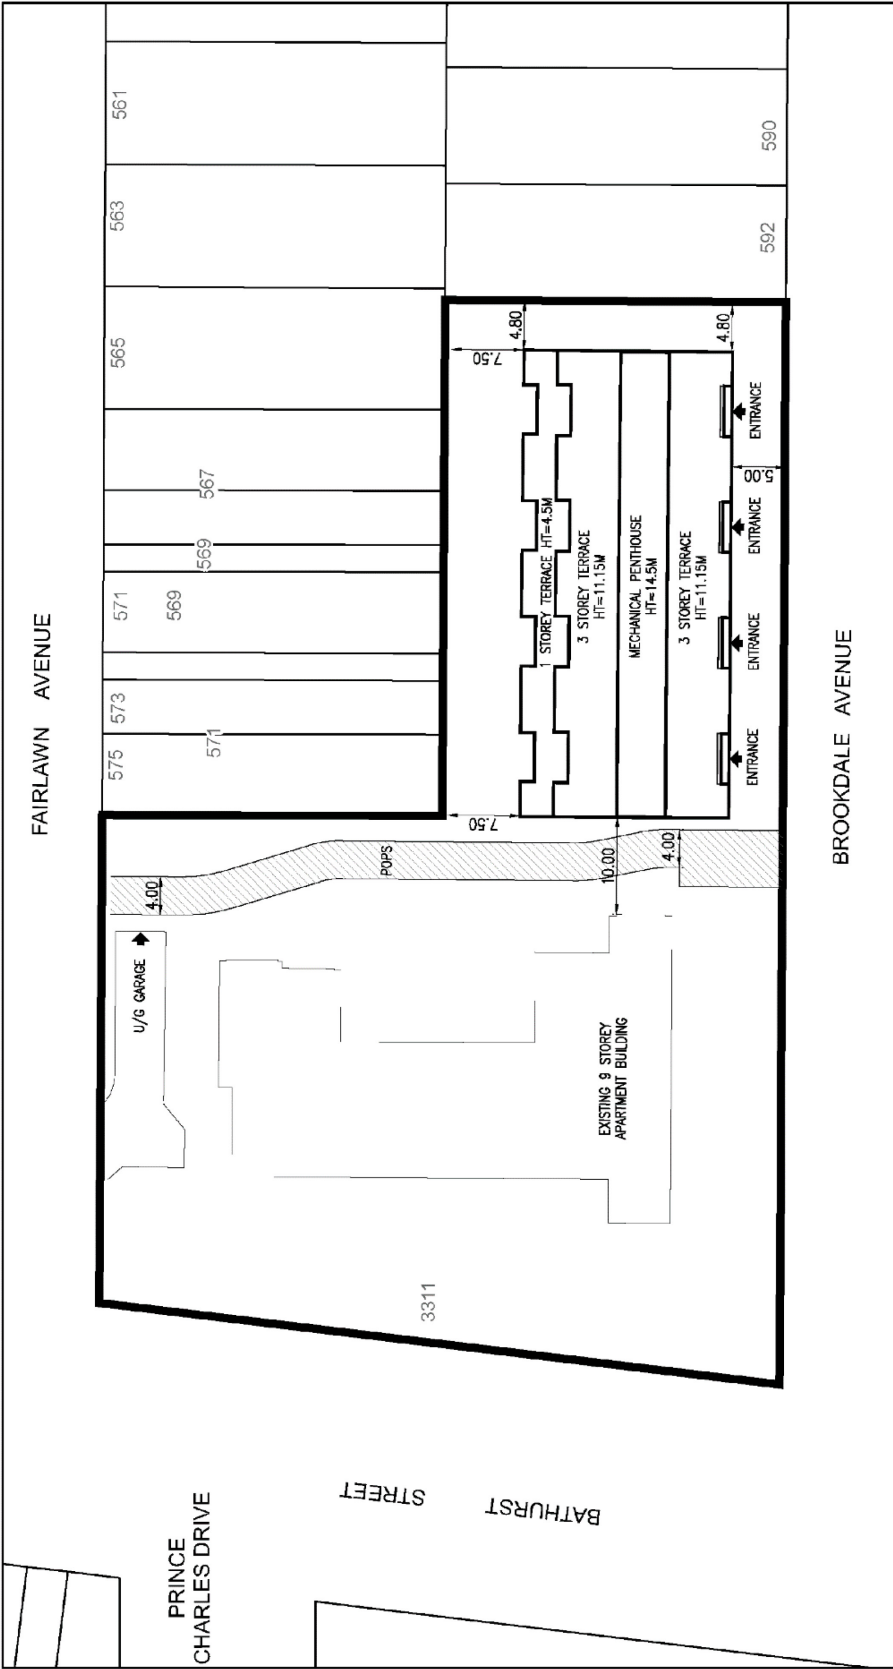 FAIRLAWN AVENUE
575
573
571
571
569
569
567
565
563
561
PRINCE
CHARLES DRIVE
BATHURST STREET
3311
U/G GARAGE
4.00
POPS
7.50
7.50
4.80
1 STOREY TERRACE HT=4.5M
3 STOREY TERRACE
HT=11.15M
MECHANICAL PENTHOUSE
HT=14.5M
3 STOREY TERRACE
HT=11.15M
4.80
10.00
4.00
EXISTING 9 STOREY
APARTMENT BUILDING
ENTRANCE
ENTRANCE
ENTRANCE
ENTRANCE
5.00
592
590
BROOKDALE AVENUE